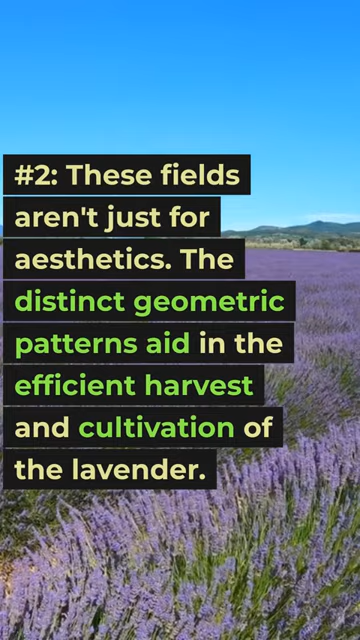 #2: These fields
aren't just for
aesthetics. The
distinct geometric
patterns aid in the
efficient harvest
and cultivation of
the lavender.